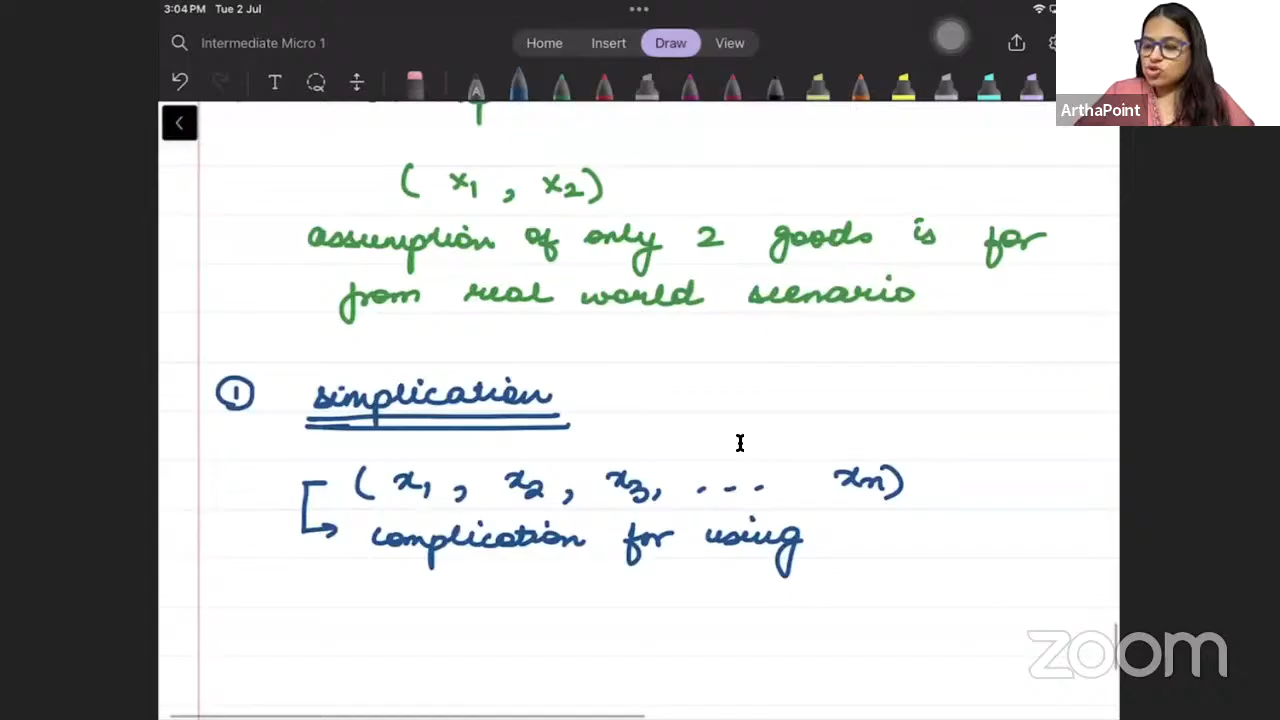 3:04 PM Tue 2 Jul
Intermediate Micro 1
Home Insert Draw View
T
A
ArthaPoint
( x1 , x2 )
assumption of only 2 goods is far
from real world scenario
① simplication
( x1 , x2 , x3, ... xn )
complication for using
zoom